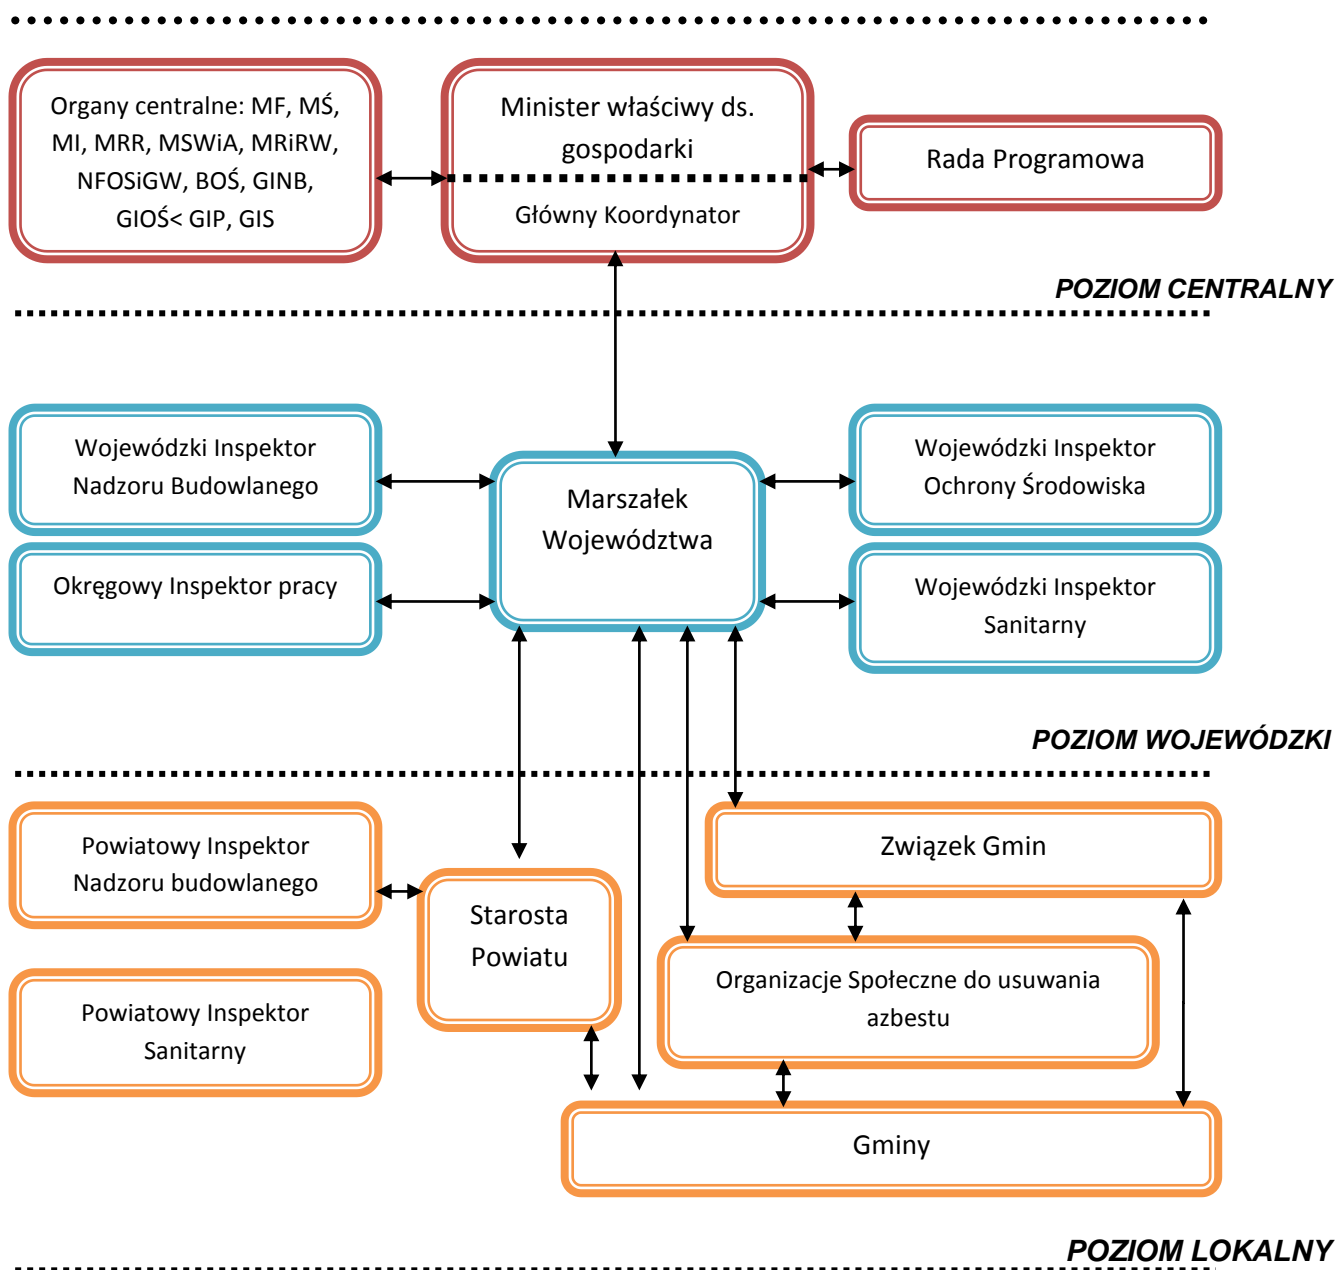 Organy centralne: MF, MŚ,
MI, MRR, MSWiA, MRiRW,
NFOSiGW, BOŚ, GINB,
GIOŚ< GIP, GIS
Minister właściwy ds.
gospodarki
Główny Koordynator
Rada Programowa
POZIOM CENTRALNY
Wojewódzki Inspektor
Nadzoru Budowlanego
Okręgowy Inspektor pracy
Marszałek
Województwa
Wojewódzki Inspektor
Ochrony Środowiska
Wojewódzki Inspektor
Sanitarny
POZIOM WOJEWÓDZKI
Powiatowy Inspektor
Nadzoru budowlanego
Powiatowy Inspektor
Sanitarny
Starosta
Powiatu
Związek Gmin
Organizacje Społeczne do usuwania
azbestu
Gminy
POZIOM LOKALNY